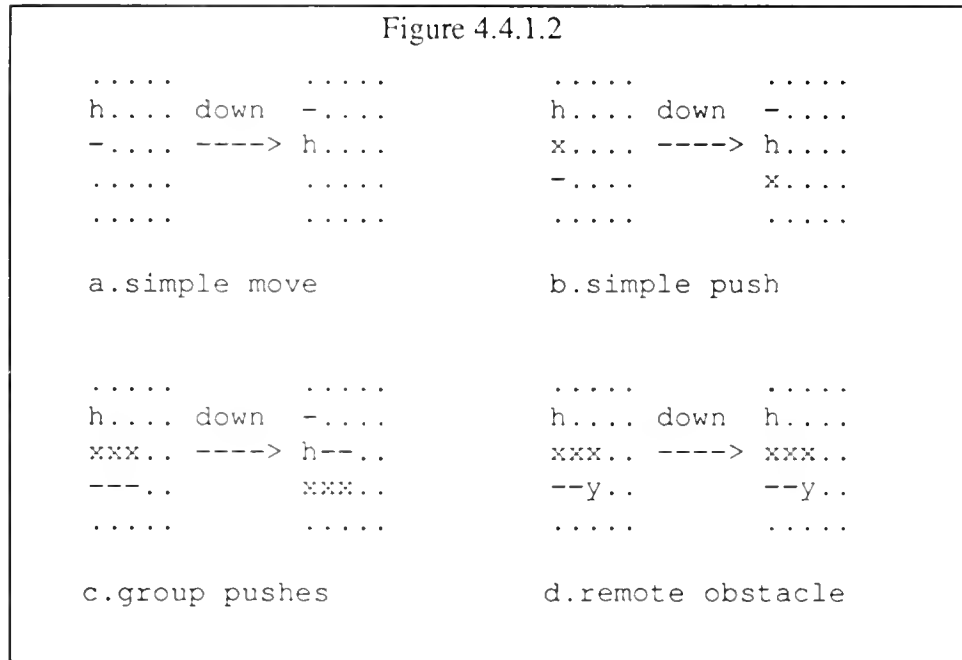 Figure 4.4.1.2
.....            .....
h.... down  -....
-.... ----> h....
.....            .....
.....            .....
a.simple move
.....            .....
h.... down  -....
x.... ----> h....
-....            x....
.....            .....
b.simple push
.....            .....
h.... down  -....
xxx.. ----> h--..
---..            xxx..
.....            .....
c.group pushes
.....            .....
h.... down  h....
xxx.. ----> xxx..
--y..            --y..
.....            .....
d.remote obstacle